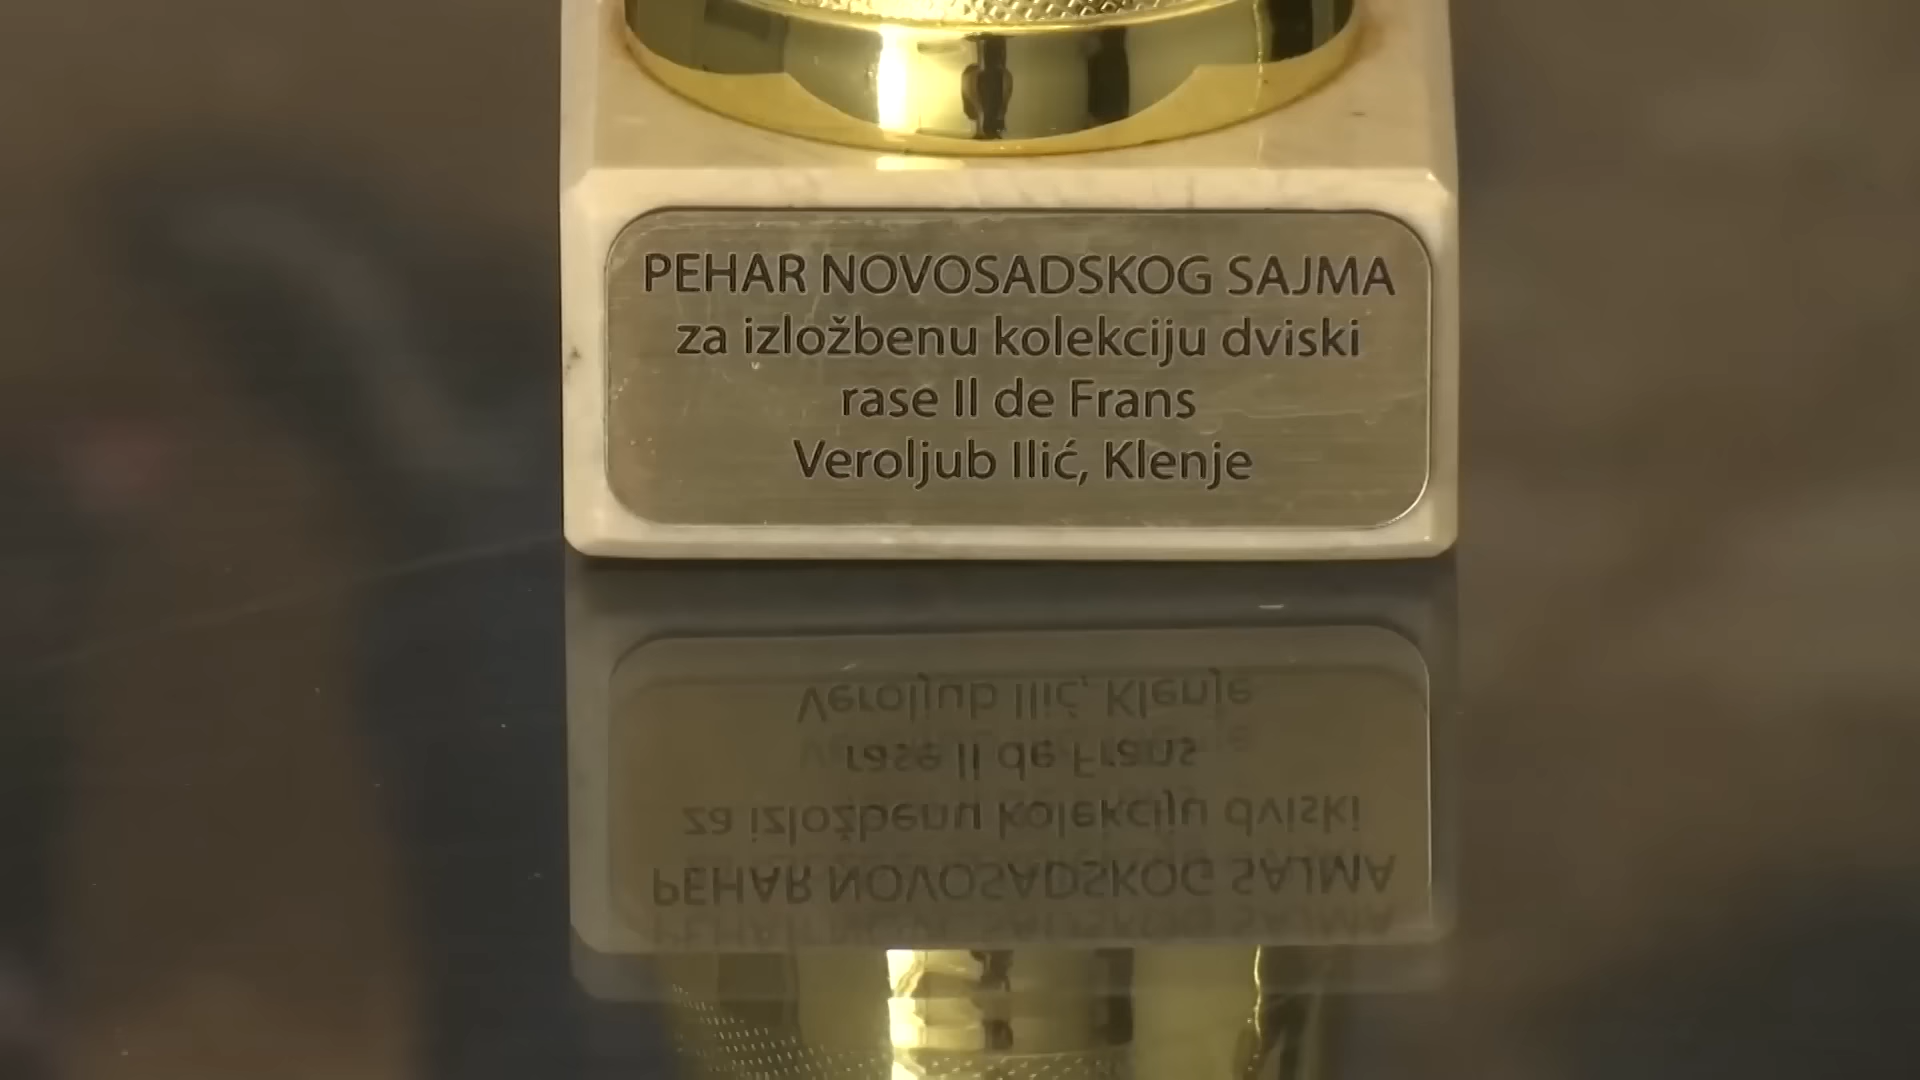 PEHAR NOVOSADSKOG SAJMA
za izložbenu kolekciju dviski
rase Il de Frans
Veroljub Ilić, Klenje